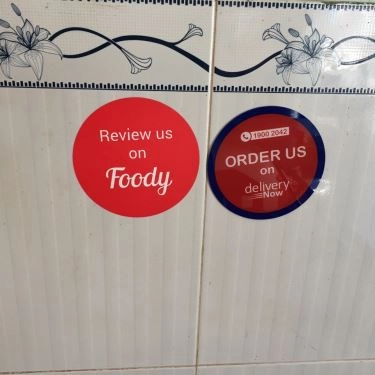 Review us
on
Foody
1900 2042
ORDER US
on
delivery
Now